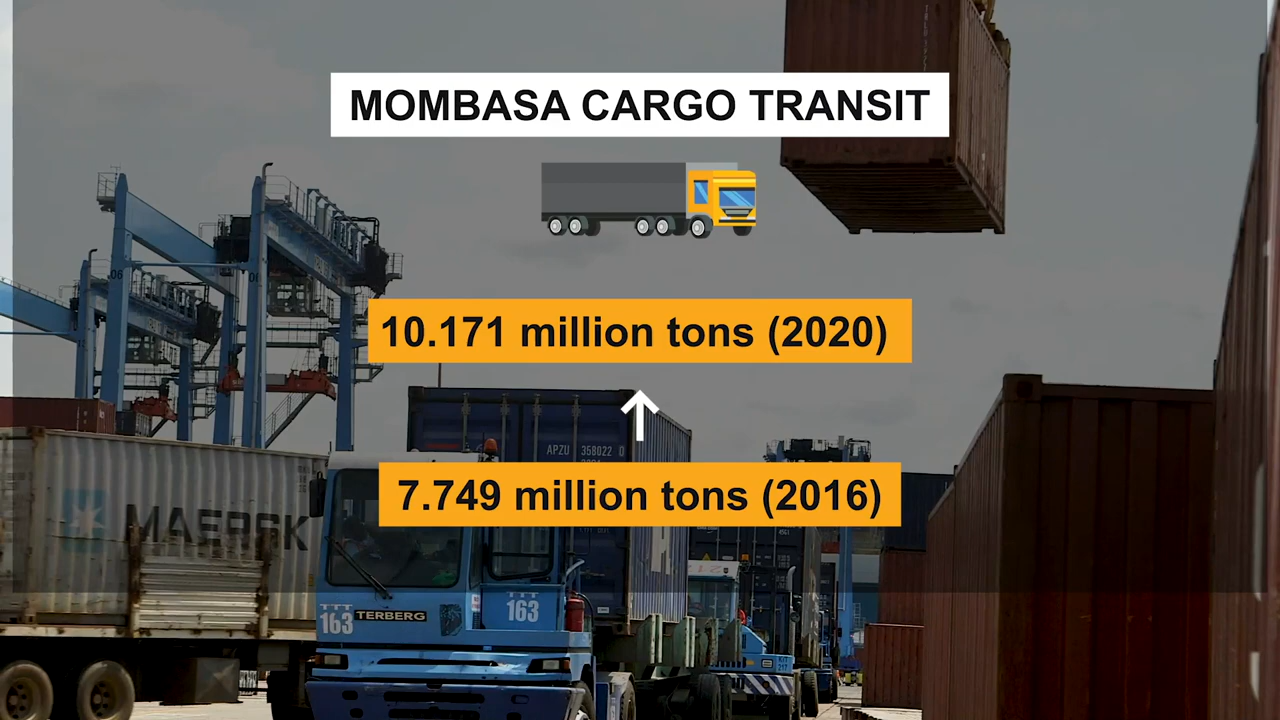 MOMBASA CARGO TRANSIT
10.171 million tons (2020)
7.749 million tons (2016)
APZU 358022 0
MAERSK
163
TERBERG
163